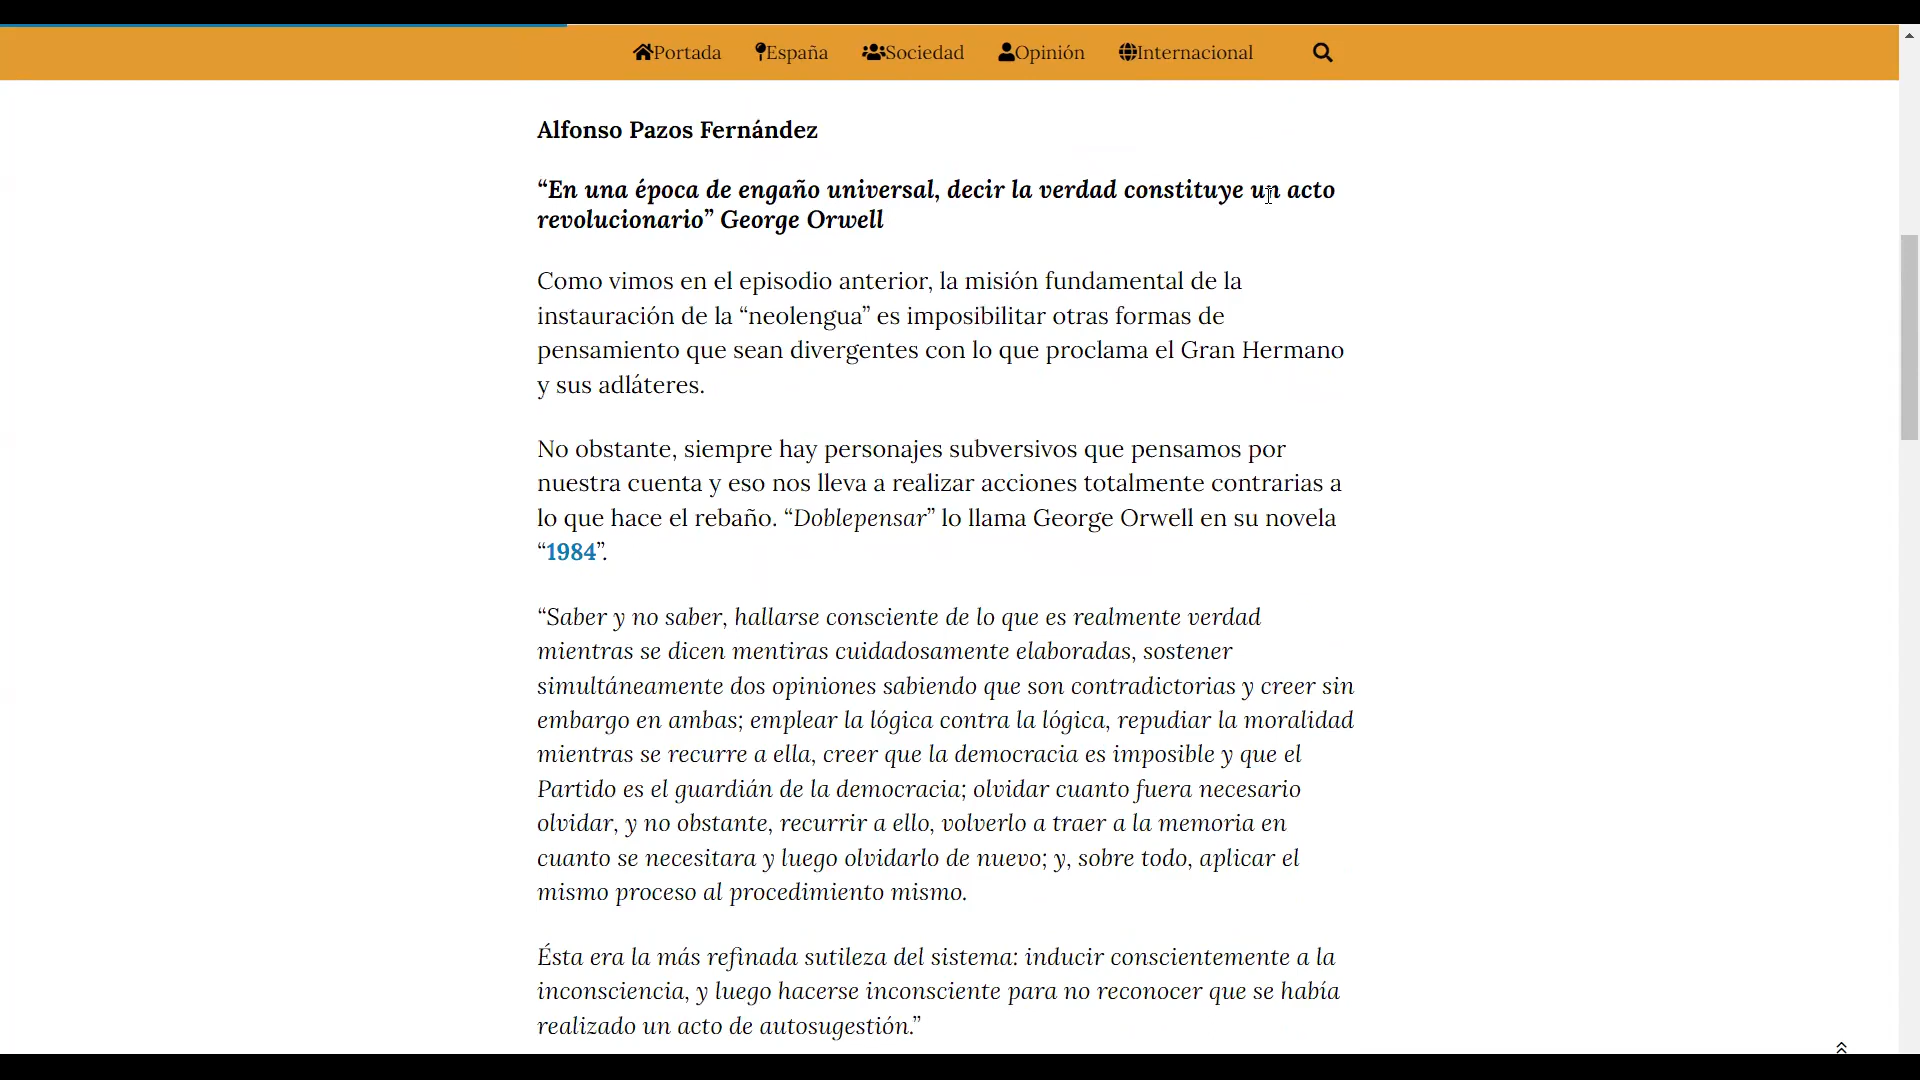 Portada España Sociedad Opinión Internacional
Alfonso Pazos Fernández
“En una época de engaño universal, decir la verdad constituye un acto
revolucionario” George Orwell
Como vimos en el episodio anterior, la misión fundamental de la
instauración de la “neolengua” es imposibilitar otras formas de
pensamiento que sean divergentes con lo que proclama el Gran Hermano
y sus adláteres.
No obstante, siempre hay personajes subversivos que pensamos por
nuestra cuenta y eso nos lleva a realizar acciones totalmente contrarias a
lo que hace el rebaño. “Doblepensar” lo llama George Orwell en su novela
“1984”.
“Saber y no saber, hallarse consciente de lo que es realmente verdad
mientras se dicen mentiras cuidadosamente elaboradas, sostener
simultáneamente dos opiniones sabiendo que son contradictorias y creer sin
embargo en ambas; emplear la lógica contra la lógica, repudiar la moralidad
mientras se recurre a ella, creer que la democracia es imposible y que el
Partido es el guardián de la democracia; olvidar cuanto fuera necesario
olvidar, y no obstante, recurrir a ello, volverlo a traer a la memoria en
cuanto se necesitara y luego olvidarlo de nuevo; y, sobre todo, aplicar el
mismo proceso al procedimiento mismo.
Ésta era la más refinada sutileza del sistema: inducir conscientemente a la
inconsciencia, y luego hacerse inconsciente para no reconocer que se había
realizado un acto de autosugestión.”